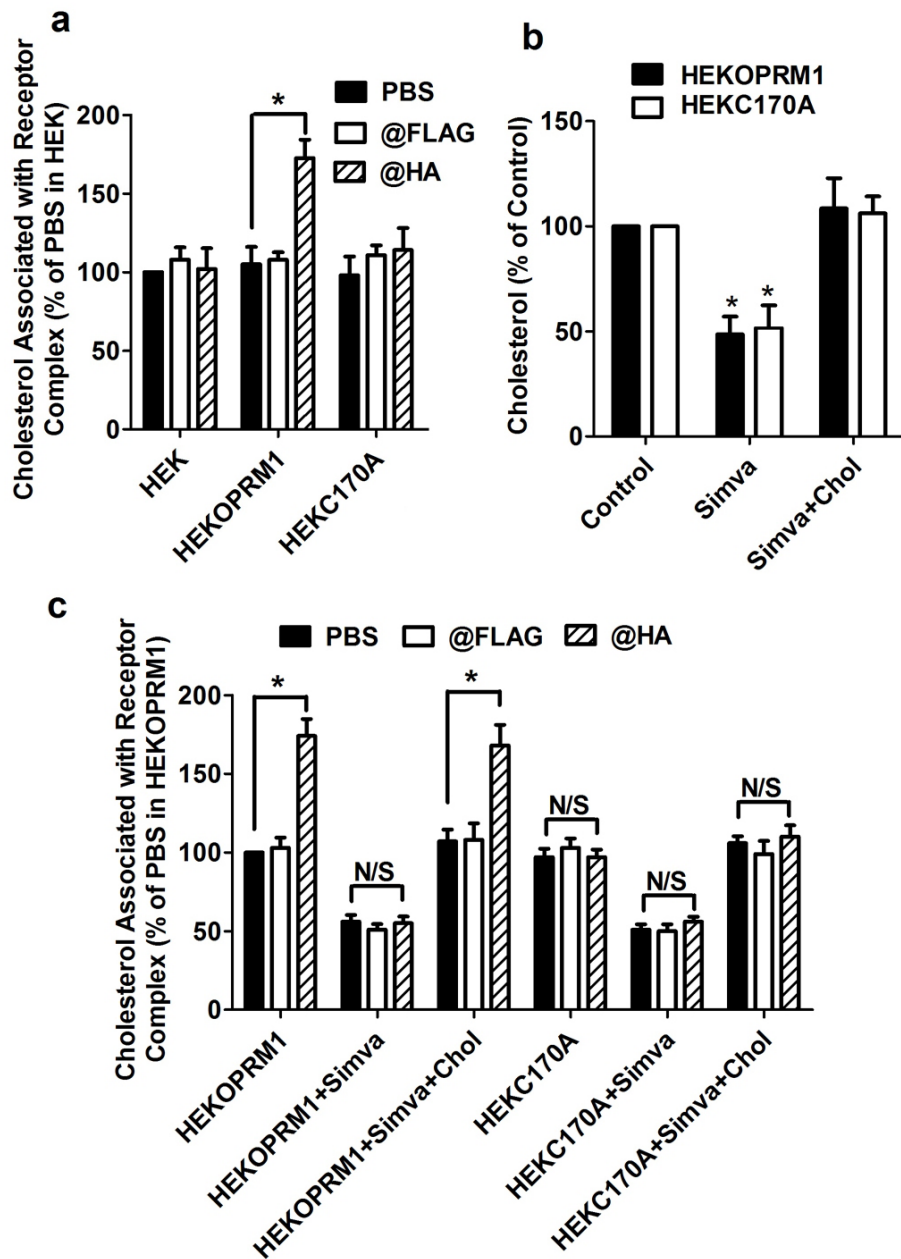 a
Cholesterol Associated with Receptor
Complex (% of PBS in HEK)
200
150
100
50
0
*
PBS
@FLAG
@HA
HEK
HEKOPRM1
HEKC170A
b
HEKOPRM1
HEKC170A
Cholesterol (% of Control)
150
100
50
0
* *
Control
Simva
Simva+Chol
c
PBS @FLAG @HA
Cholesterol Associated with Receptor
Complex (% of PBS in HEKOPRM1)
200
150
100
50
0
*
N/S
*
N/S
N/S
N/S
HEKOPRM1
HEKOPRM1+Simva
HEKOPRM1+Simva+Chol
HEKC170A
HEKC170A+Simva
HEKC170A+Simva+Chol